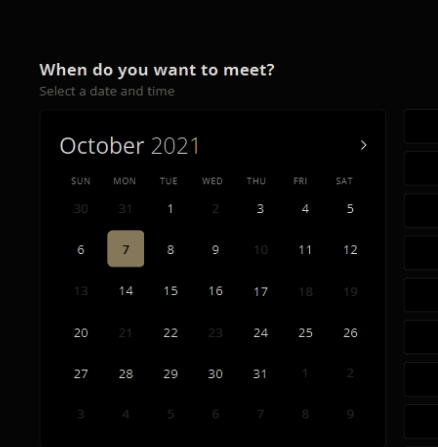 When do you want to meet?
Select a date and time
October 2021
SUN MON TUE WED THU FRI SAT
30 31 1 2 3 4 5
6 7 8 9 10 11 12
13 14 15 16 17 18 19
20 21 22 23 24 25 26
27 28 29 30 31 1 2
3 4 5 6 7 8 9